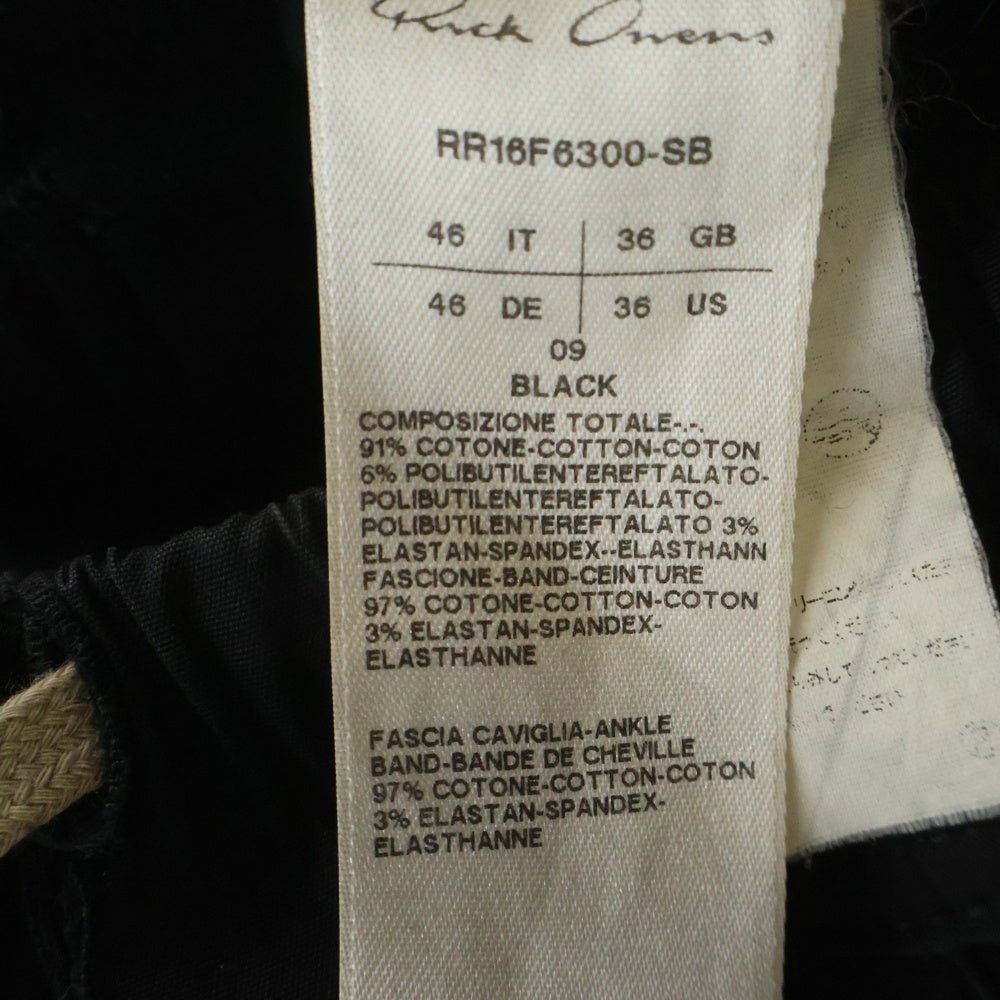 Rick Owens
RR16F6300-SB
46 IT 36 GB
46 DE 36 US
09
BLACK
COMPOSIZIONE TOTALE-.-.
91% COTONE-COTTON-COTON
6% POLIBUTILENTEREFTALATO-
POLIBUTILENTEREFTALATO-
POLIBUTILENTEREFTALATO 3%
ELASTAN-SPANDEX--ELASTHANN
FASCIONE-BAND-CEINTURE
97% COTONE-COTTON-COTON
3% ELASTAN-SPANDEX-
ELASTHANNE
FASCIA CAVIGLIA-ANKLE
BAND-BANDE DE CHEVILLE
97% COTONE-COTTON-COTON
3% ELASTAN-SPANDEX-
ELASTHANNE